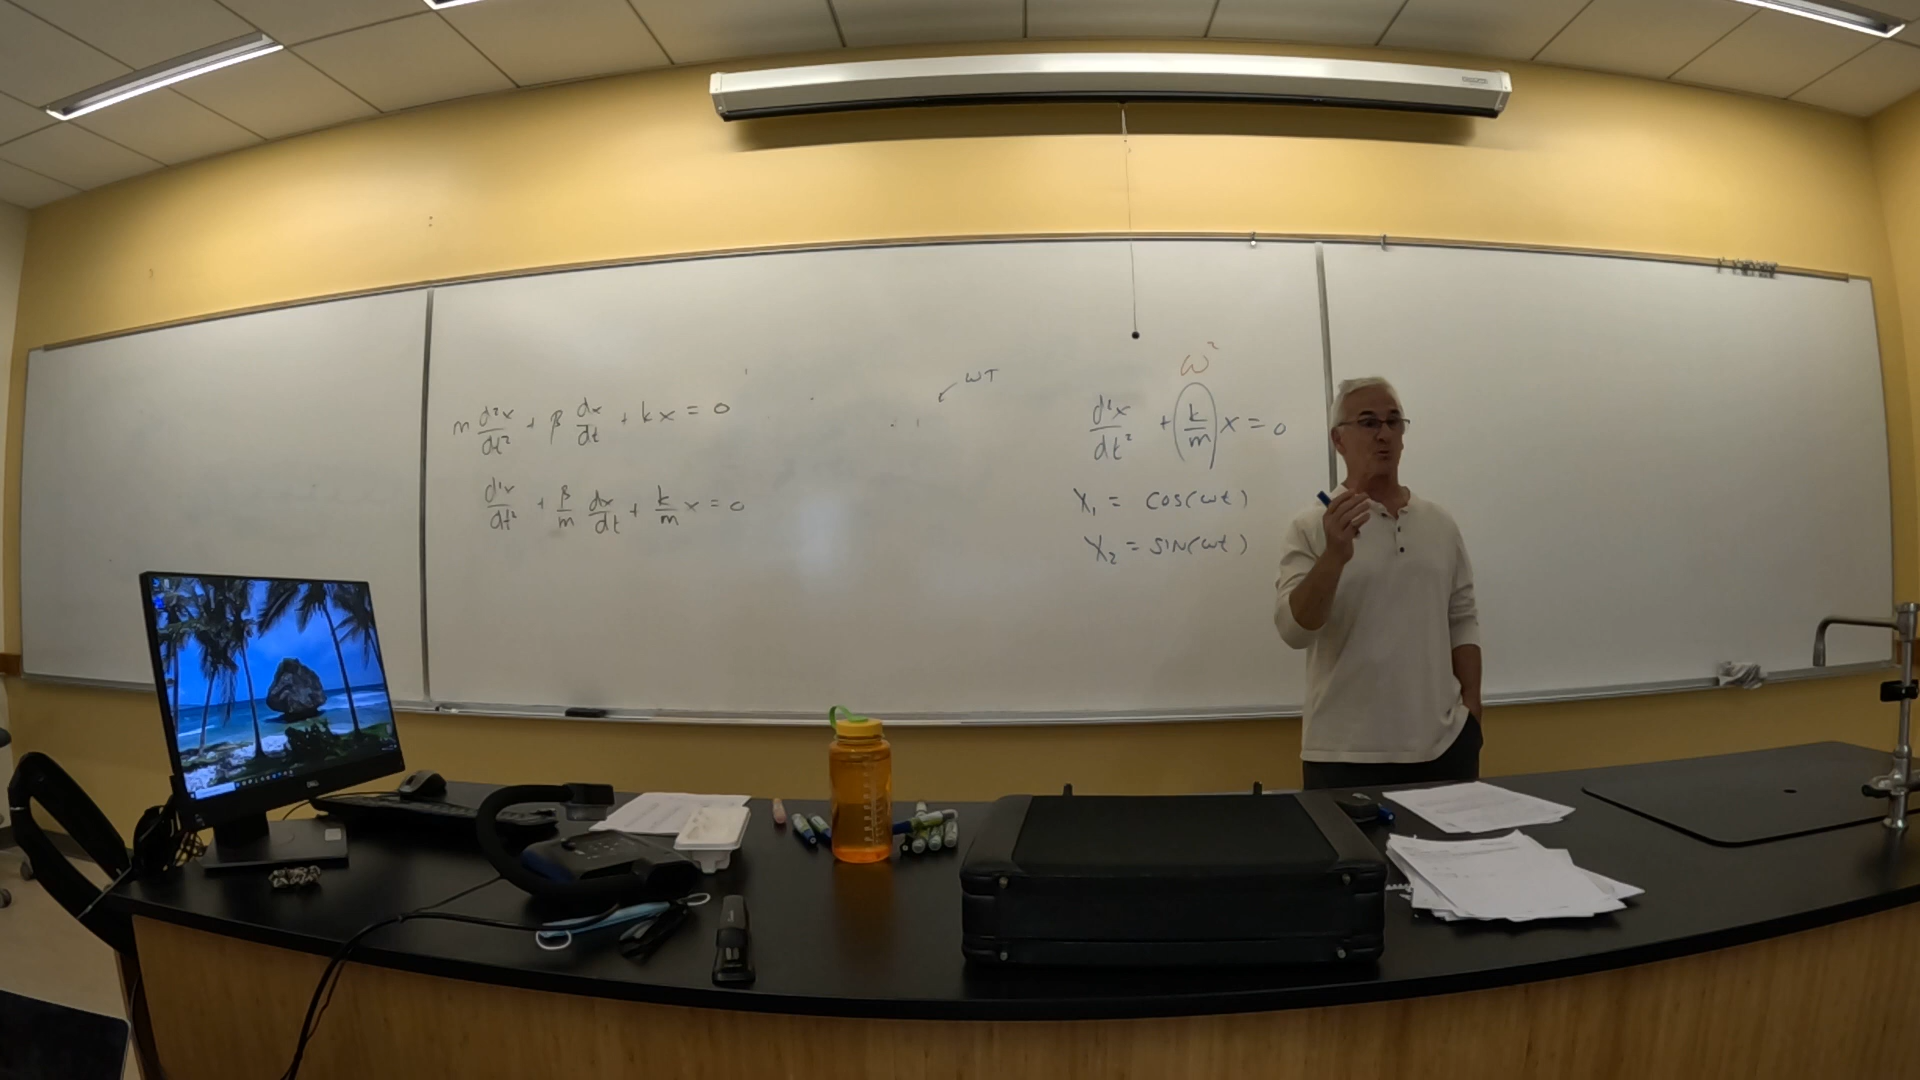 m d²x/dt² + β dx/dt + kx = 0
d²x/dt² + β/m dx/dt + k/m x = 0
ωT
ω²
d²x/dt² + (k/m) x = 0
X₁ = COS(ωt)
X₂ = SIN(ωt)
DELL